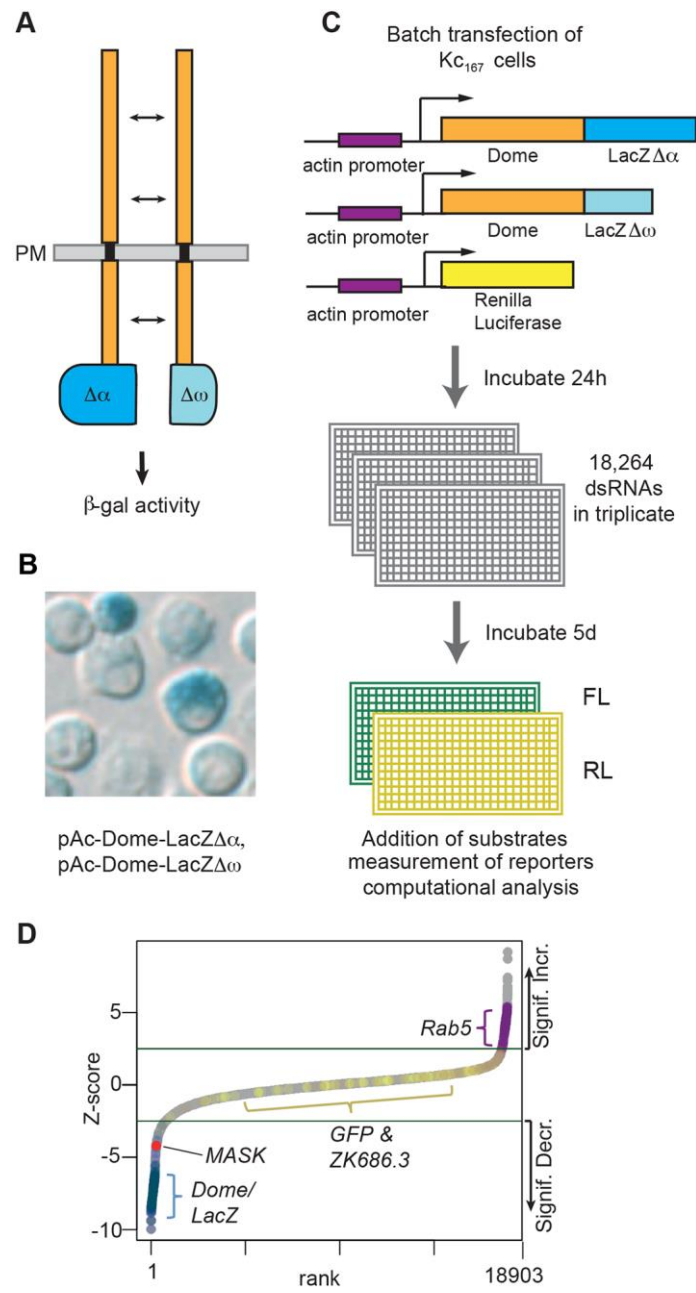 A
PM
Δα
Δω
β-gal activity
B
pAc-Dome-LacZΔα,
pAc-Dome-LacZΔω
C
Batch transfection of
Kc167 cells
actin promoter
Dome
LacZ Δα
actin promoter
Dome
LacZΔω
actin promoter
Renilla
Luciferase
Incubate 24h
18,264
dsRNAs
in triplicate
Incubate 5d
FL
RL
Addition of substrates
measurement of reporters
computational analysis
D
Z-score
5
0
-5
-10
Rab5
GFP &
ZK686.3
MASK
Dome/
LacZ
Signif. Incr.
Signif. Decr.
1
rank
18903